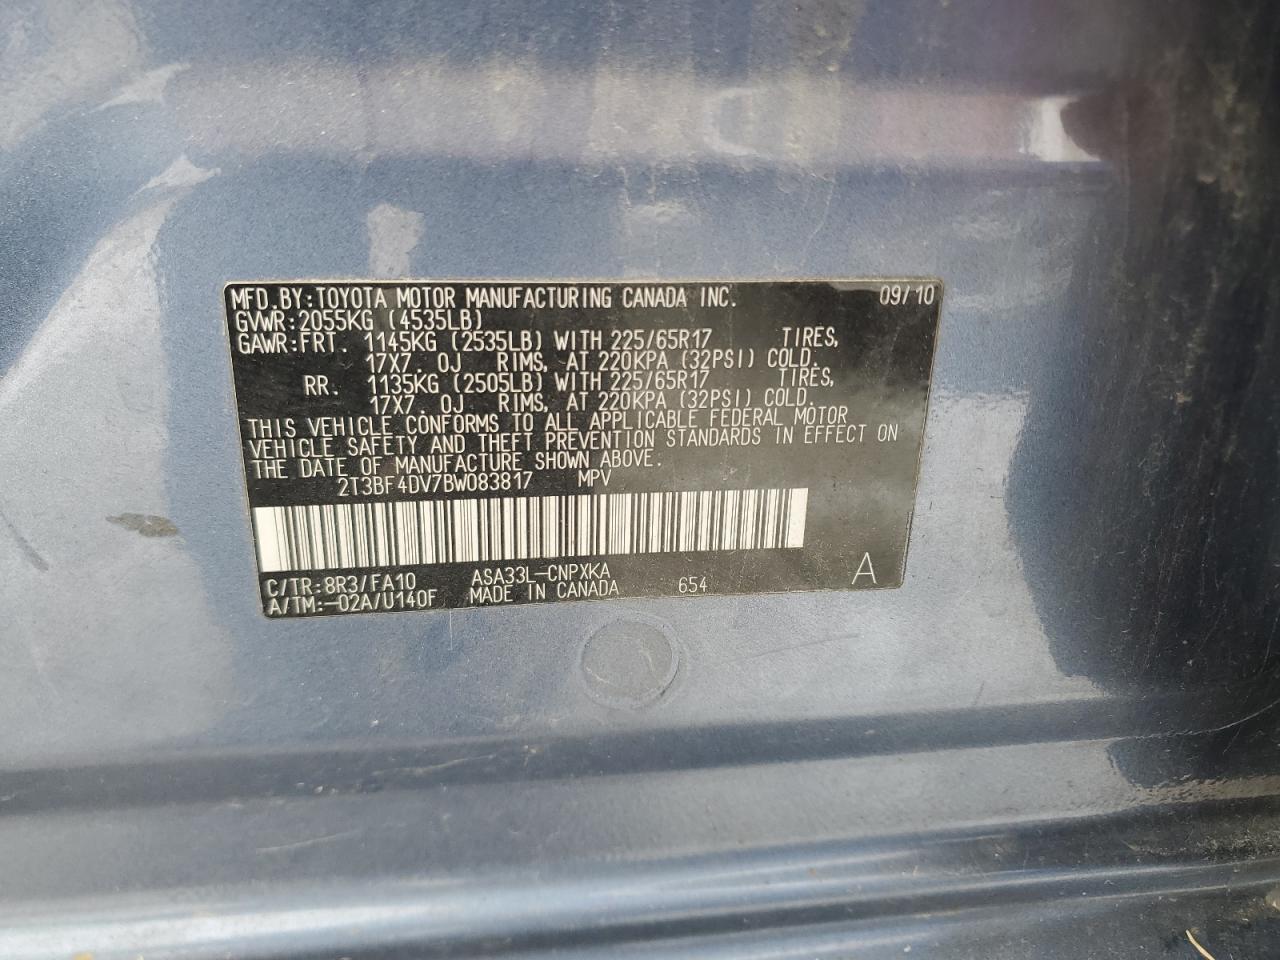 MFD.BY:TOYOTA MOTOR MANUFACTURING CANADA INC. 09/10
GVWR:2055KG (4535LB)
GAWR:FRT. 1145KG (2535LB) WITH 225/65R17 TIRES,
17X7.0J RIMS, AT 220KPA (32PSI) COLD.
RR. 1135KG (2505LB) WITH 225/65R17 TIRES,
17X7.0J RIMS, AT 220KPA (32PSI) COLD.
THIS VEHICLE CONFORMS TO ALL APPLICABLE FEDERAL MOTOR
VEHICLE SAFETY AND THEFT PREVENTION STANDARDS IN EFFECT ON
THE DATE OF MANUFACTURE SHOWN ABOVE.
2T3BF4DV7BW083817 MPV
C/TR:8R3/FA10 ASA33L-CNPXKA
A/TM:-02A/U140F MADE IN CANADA 654 A